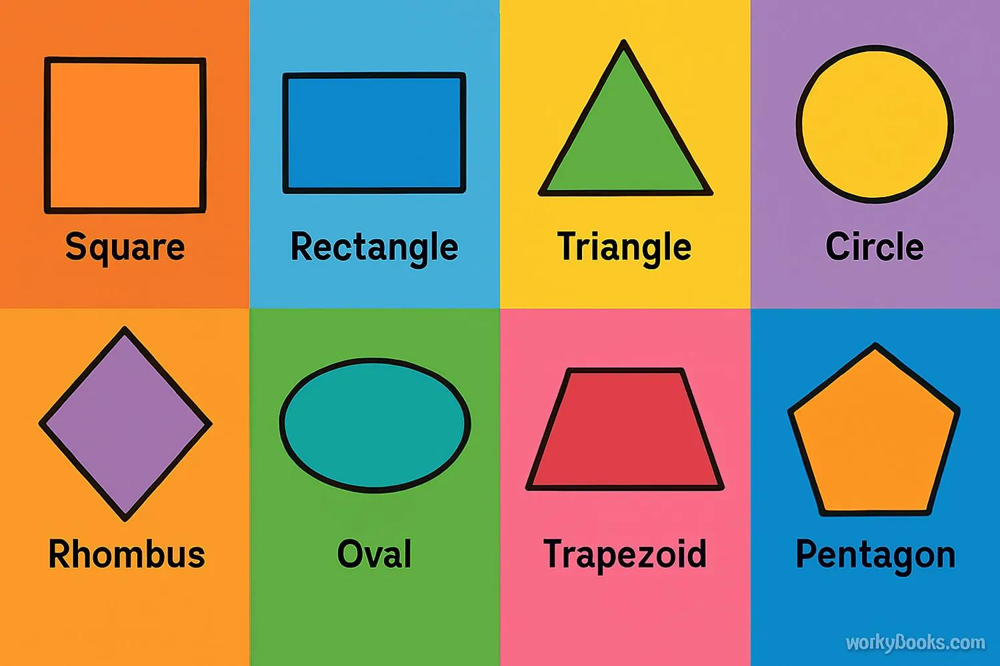 Square
Rectangle
Triangle
Circle
Rhombus
Oval
Trapezoid
Pentagon
workyBooks.com